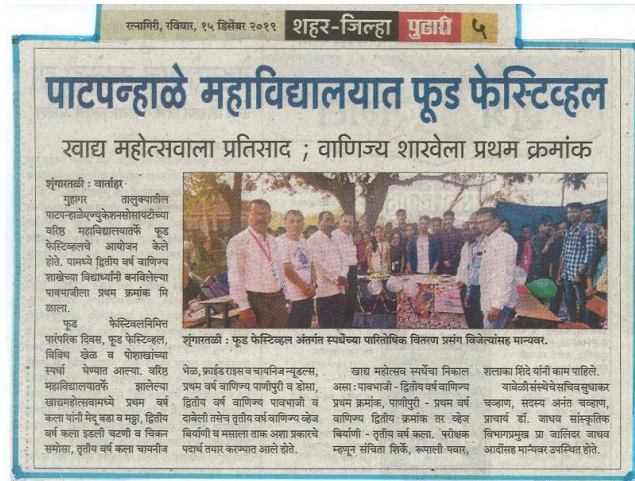 रत्नागिरी, रविवार, १५ डिसेंबर २०१९ शहर-जिल्हा पुढारी ५
पाटपन्हाळे महाविद्यालयात फूड फेस्टिव्हल
खाद्य महोत्सवाला प्रतिसाद ; वाणिज्य शाखेला प्रथम क्रमांक
शृंगारतळी : वार्ताहर
गुहागर तालुक्यातील
पाटपन्हाळेएज्युकेशनसोसायटीच्या
वरिष्ठ महाविद्यालयातर्फे फूड
फेस्टिव्हलचे आयोजन केले
होते. यामध्ये द्वितीय वर्ष वाणिज्य
शाखेच्या विद्यार्थ्यांनी बनविलेल्या
पावभाजीला प्रथम क्रमांक मि
ळाला.
फूड फेस्टिवलनिमित्त
पारंपरिक दिवस, फूड फेस्टिव्हल,
विविध खेळ व पोशाखांच्या
स्पर्धा घेण्यात आल्या. वरिष्ठ
महाविद्यालयातर्फे झालेल्या
खाद्यमहोत्सवामध्ये प्रथम वर्ष
कला यांनी मेदू वडा व मठ्ठा, द्वितीय
वर्ष कला इडली चटणी व चिकन
समोसा, तृतीय वर्ष कला चायनीज
शृंगारतळी : फूड फेस्टिव्हल अंतर्गत स्पर्धेच्या पारितोषिक वितरण प्रसंग विजेत्यांसह मान्यवर.
भेळ, फ्राईड राइस व चायनिज न्यूडल्स,
प्रथम वर्ष वाणिज्य पाणीपुरी व डोसा,
द्वितीय वर्ष वाणिज्य पावभाजी व
दाबेली तसेच तृतीय वर्ष वाणिज्य व्हेज
बिर्याणी व मसाला ताक अशा प्रकारचे
पदार्थ तयार करण्यात आले होते.
खाद्य महोत्सव स्पर्धेचा निकाल
असा : पावभाजी - द्वितीय वर्ष वाणिज्य
प्रथम क्रमांक, पाणीपुरी - प्रथम वर्ष
वाणिज्य द्वितीय क्रमांक तर व्हेज
बिर्याणी - तृतीय वर्ष कला. परीक्षक
म्हणून संचिता शिर्के, रूपाली पवार,
शलाका शिंदे यांनी काम पाहिले.
यावेळी संस्थेचे सचिव सुधाकर
चव्हाण, सदस्य अनंत चव्हाण,
प्राचार्य डॉ. जाधव सांस्कृतिक
विभागप्रमुख प्रा जालिंदर जाधव
आदींसह मान्यवर उपस्थित होते.